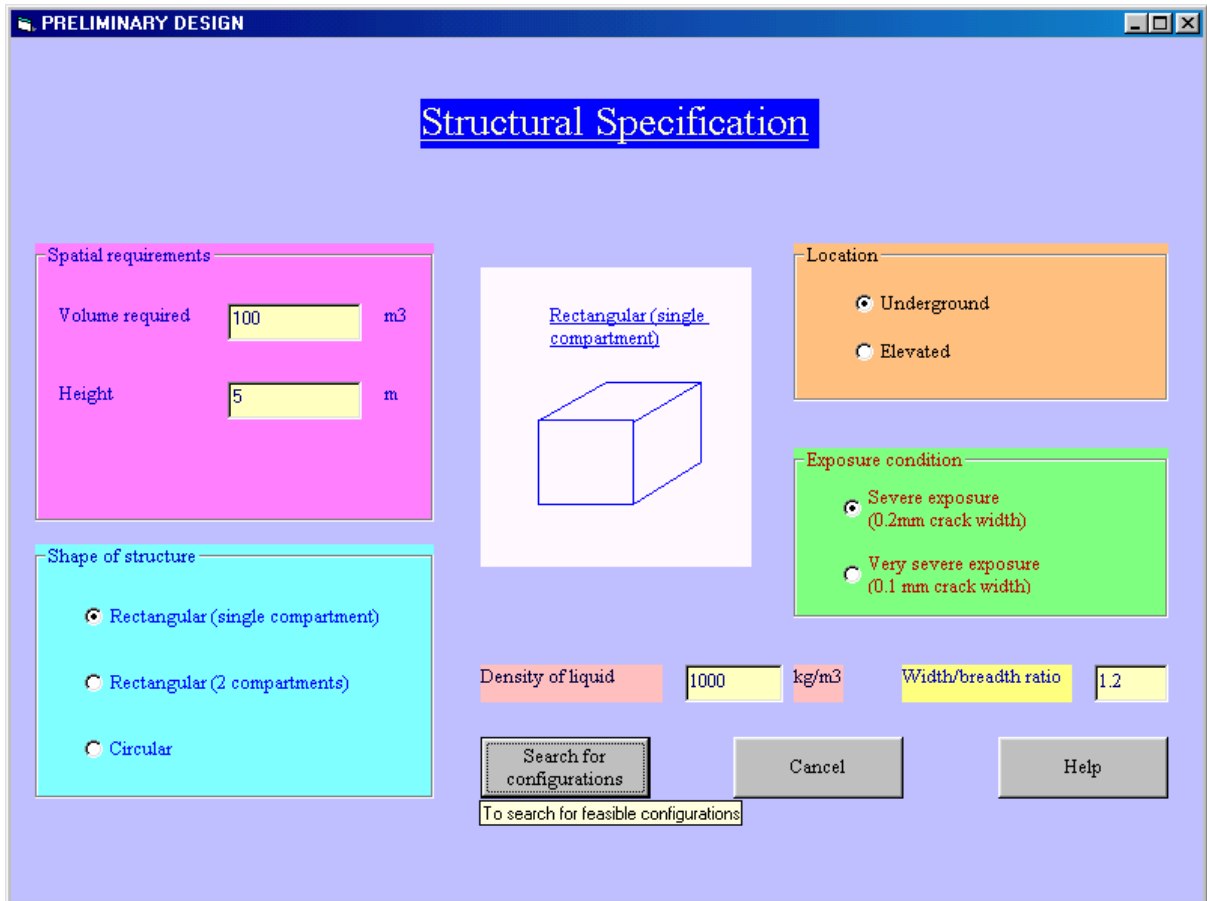 PRELIMINARY DESIGN
Structural Specification
Spatial requirements
Volume required 100 m3
Height 5 m
Rectangular (single
compartment)
Location
Underground
Elevated
Exposure condition
Severe exposure
(0.2mm crack width)
Very severe exposure
(0.1 mm crack width)
Shape of structure
Rectangular (single compartment)
Rectangular (2 compartments)
Circular
Density of liquid 1000 kg/m3 Width/breadth ratio 1.2
Search for
configurations
Cancel
Help
To search for feasible configurations